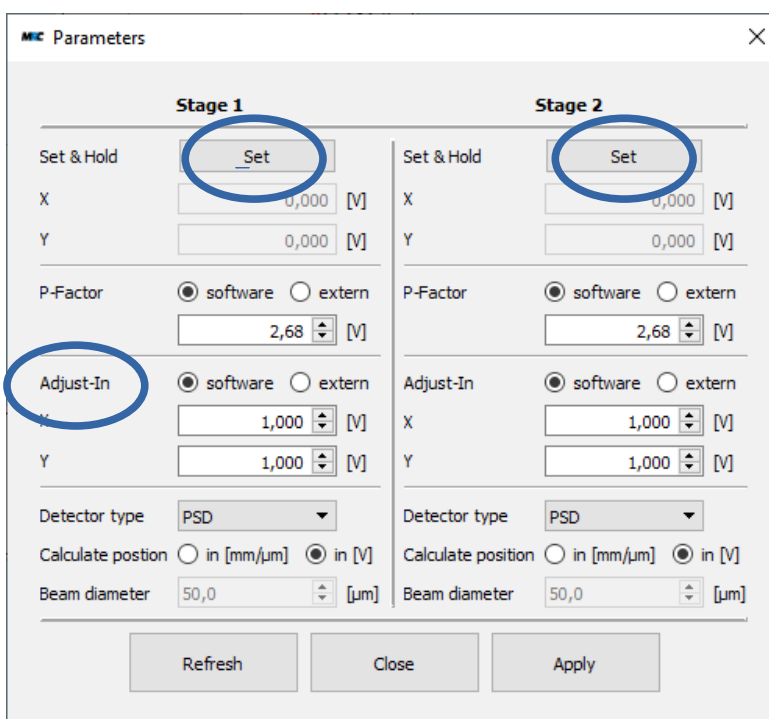 MRC Parameters
Stage 1 Stage 2
Set & Hold Set Set & Hold Set
X 0,000 [V] X 0,000 [V]
Y 0,000 [V] Y 0,000 [V]
P-Factor software extern P-Factor software extern
2,68 [V] 2,68 [V]
Adjust-In software extern Adjust-In software extern
X 1,000 [V] X 1,000 [V]
Y 1,000 [V] Y 1,000 [V]
Detector type PSD Detector type PSD
Calculate postion in [mm/µm] in [V] Calculate position in [mm/µm] in [V]
Beam diameter 50,0 [µm] Beam diameter 50,0 [µm]
Refresh Close Apply